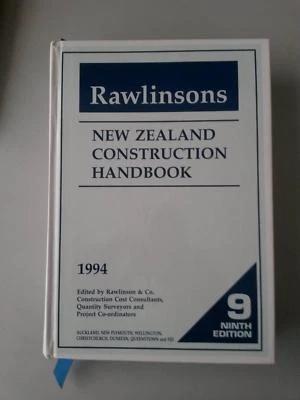 Rawlinsons
NEW ZEALAND
CONSTRUCTION
HANDBOOK
1994
Edited by Rawlinson & Co.
Construction Cost Consultants,
Quantity Surveyors and
Project Co-ordinators
AUCKLAND, NEW PLYMOUTH, WELLINGTON,
CHRISTCHURCH, DUNEDIN, QUEENSTOWN and FIJI
9
NINTH
EDITION